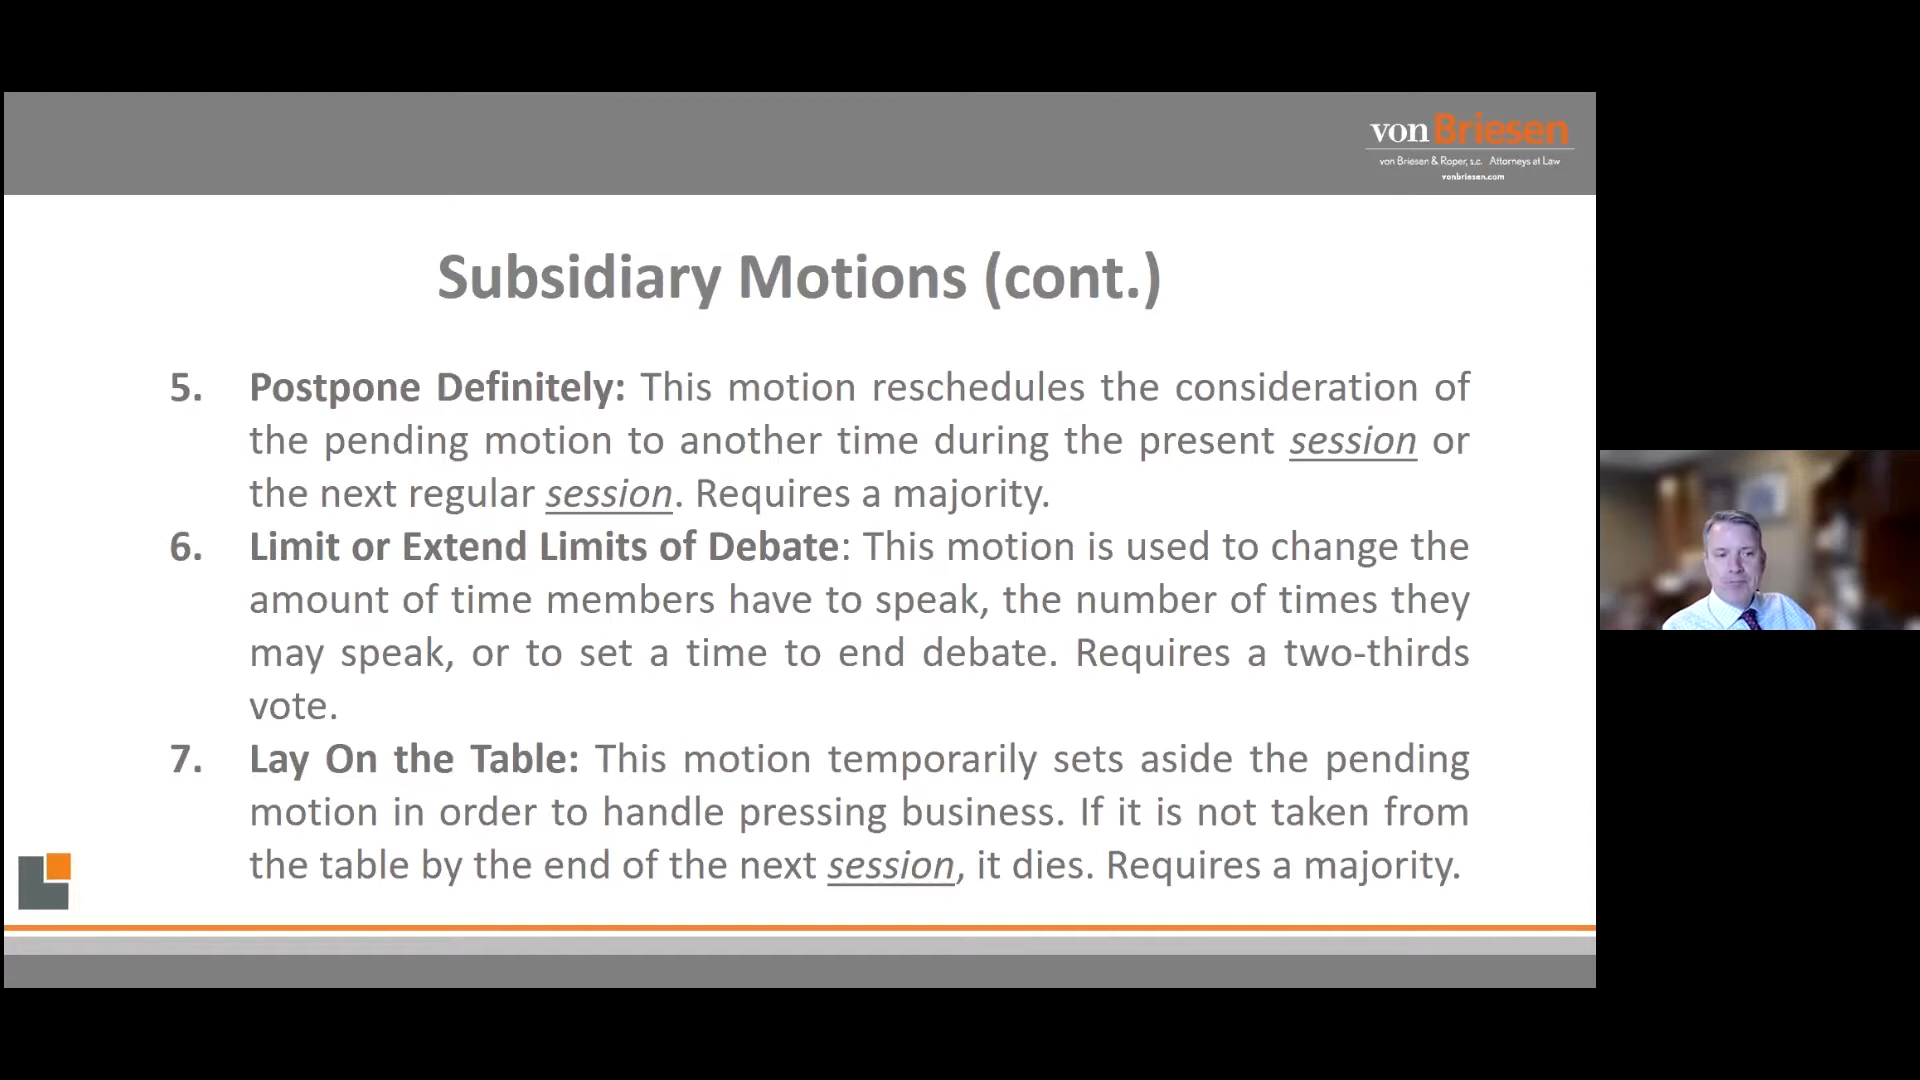 von Briesen
von Briesen & Roper, s.c. Attorneys at Law
vonbriesen.com
Subsidiary Motions (cont.)
5. Postpone Definitely: This motion reschedules the consideration of
the pending motion to another time during the present session or
the next regular session. Requires a majority.
6. Limit or Extend Limits of Debate: This motion is used to change the
amount of time members have to speak, the number of times they
may speak, or to set a time to end debate. Requires a two-thirds
vote.
7. Lay On the Table: This motion temporarily sets aside the pending
motion in order to handle pressing business. If it is not taken from
the table by the end of the next session, it dies. Requires a majority.